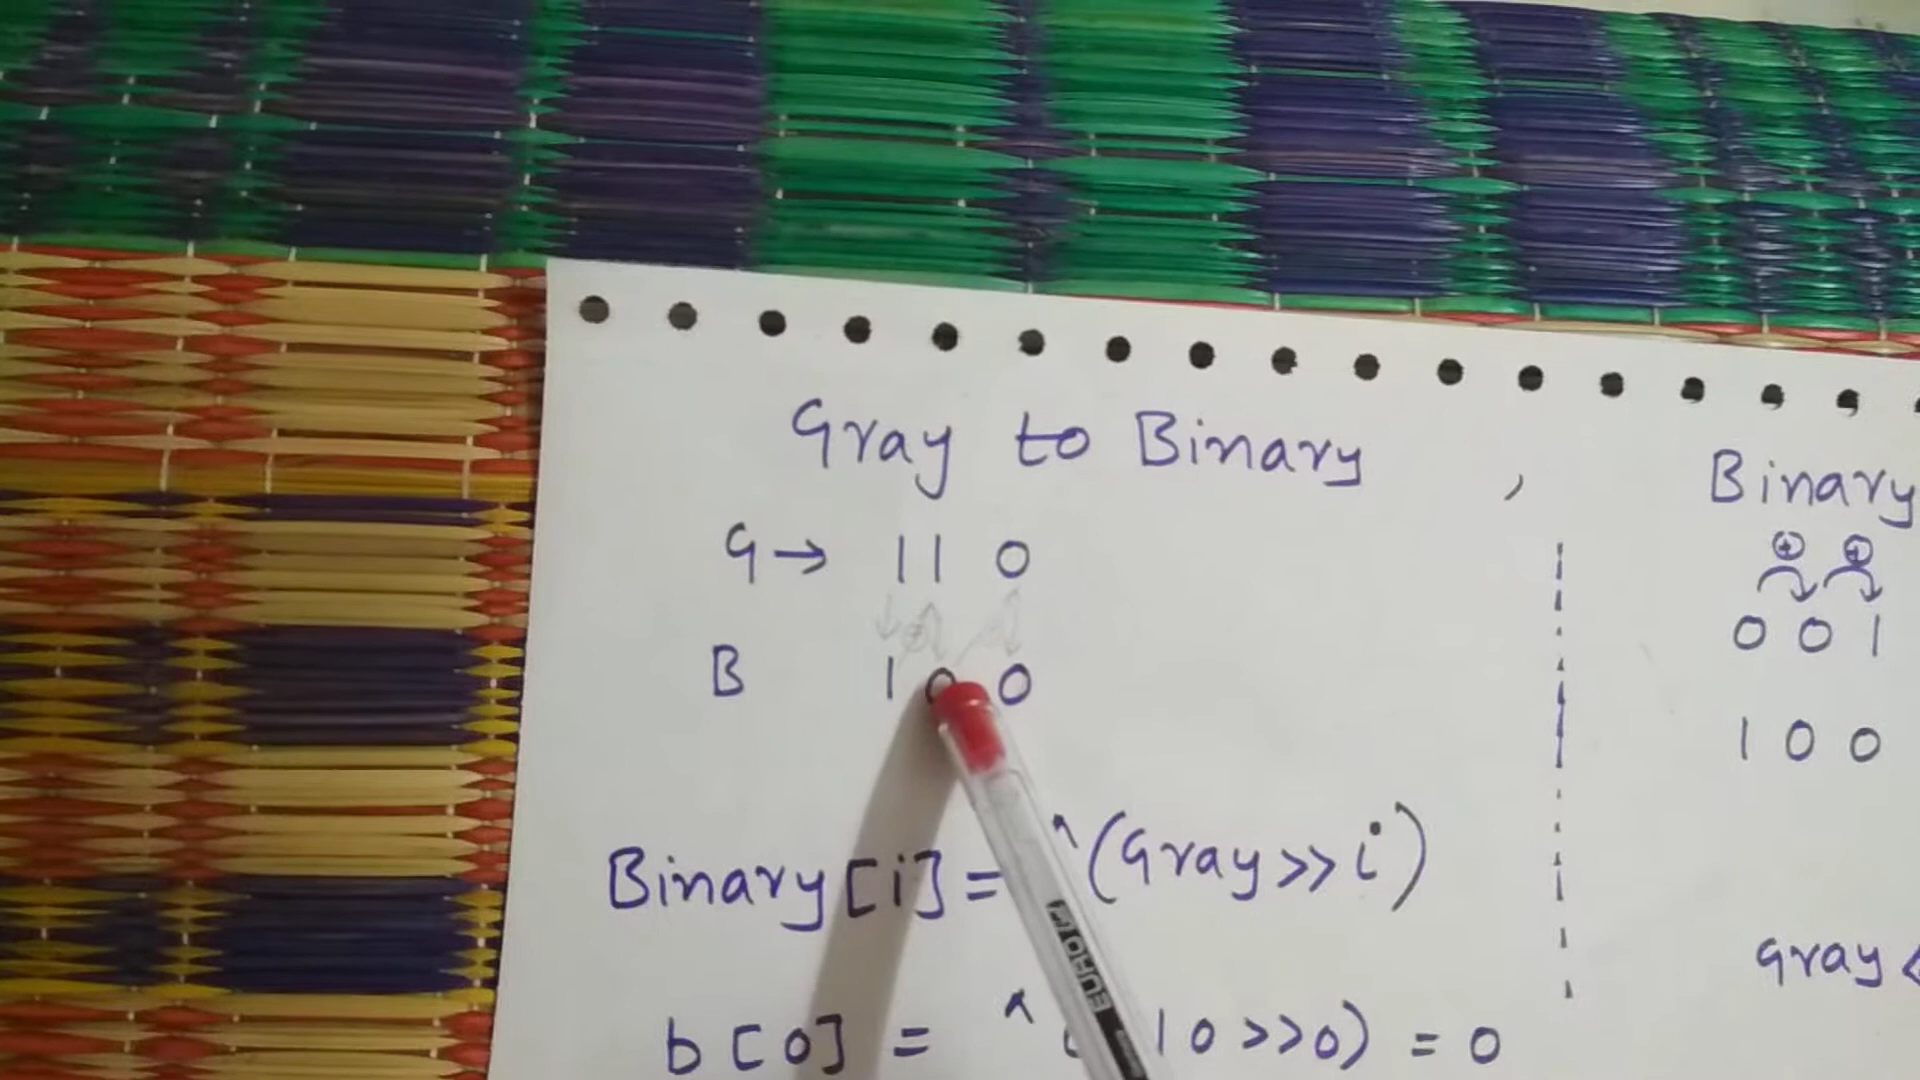 Gray to Binary ,
G → 1 1 0
B 1 0 0
Binary[i] = ^(Gray>>i)
b[0] = ^ 10>>0) = 0
Binary
⊕ ⊕
0 0 1
1 0 0
Gray <